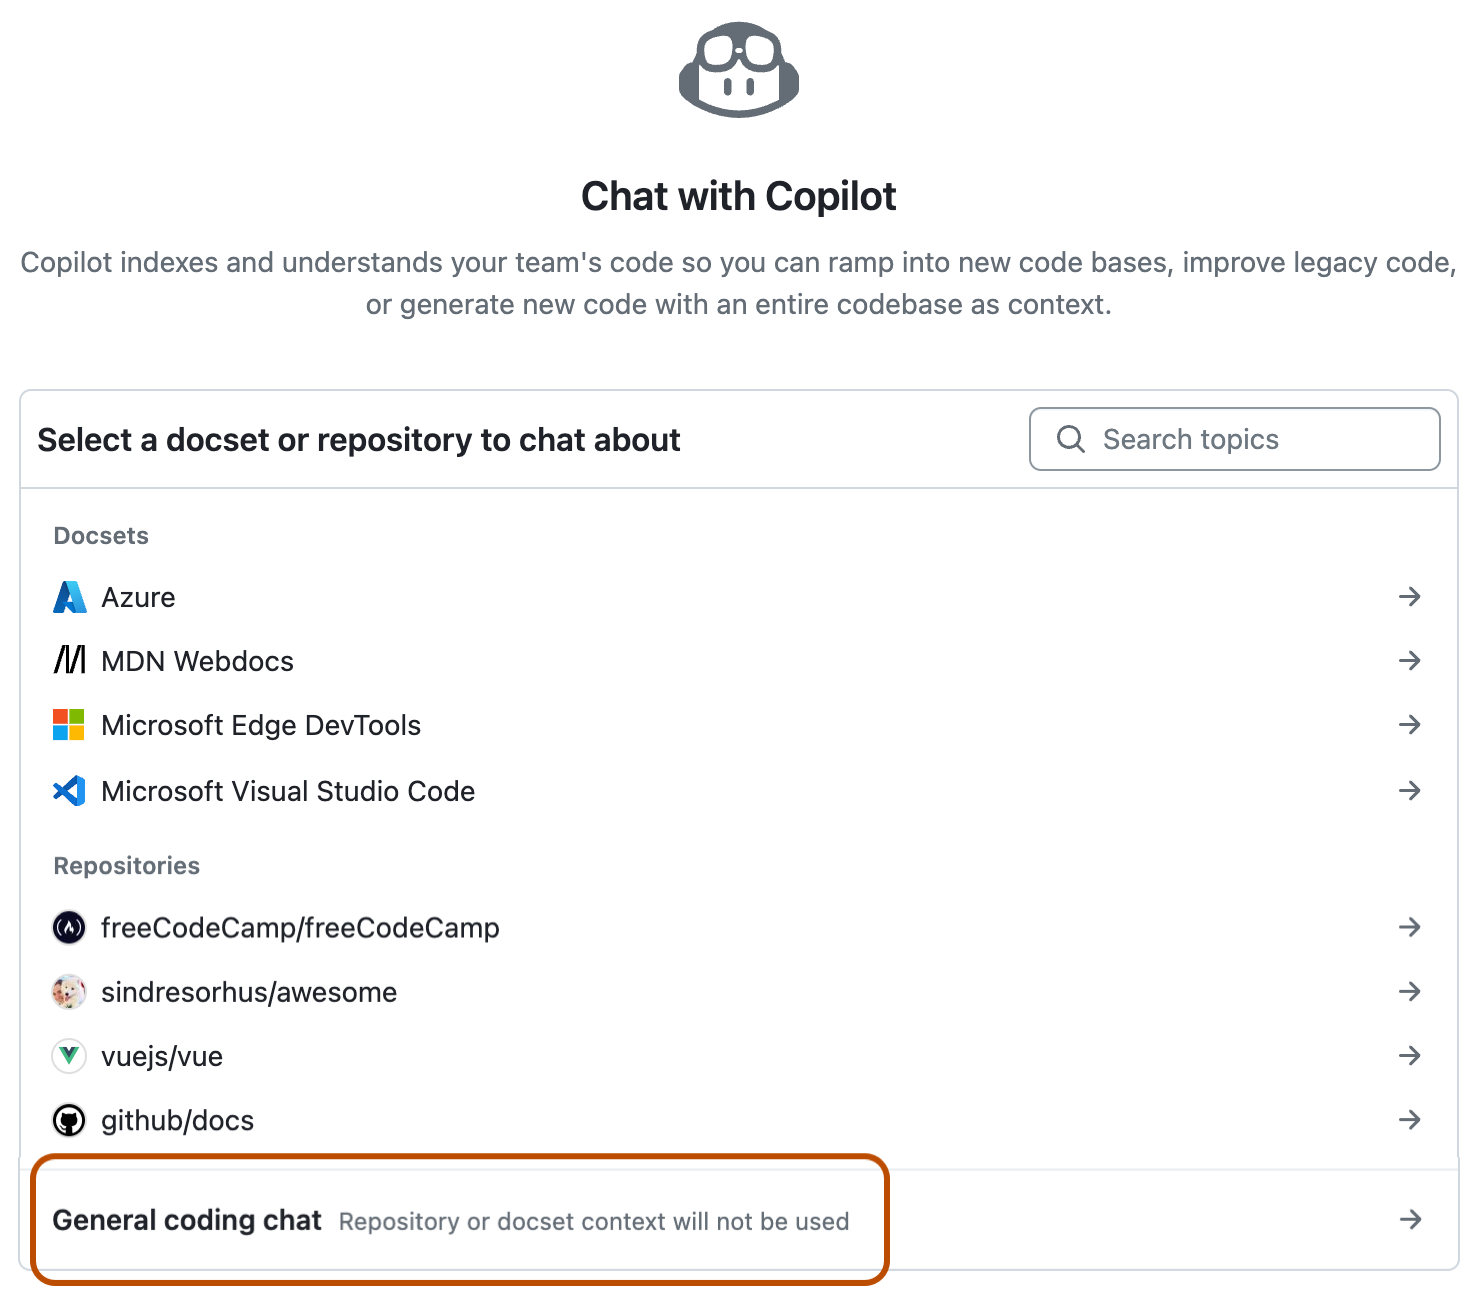 Chat with Copilot
Copilot indexes and understands your team's code so you can ramp into new code bases, improve legacy code,
or generate new code with an entire codebase as context.
Select a docset or repository to chat about
Search topics
Docsets
Azure
MDN Webdocs
Microsoft Edge DevTools
Microsoft Visual Studio Code
Repositories
freeCodeCamp/freeCodeCamp
sindresorhus/awesome
vuejs/vue
github/docs
General coding chat Repository or docset context will not be used